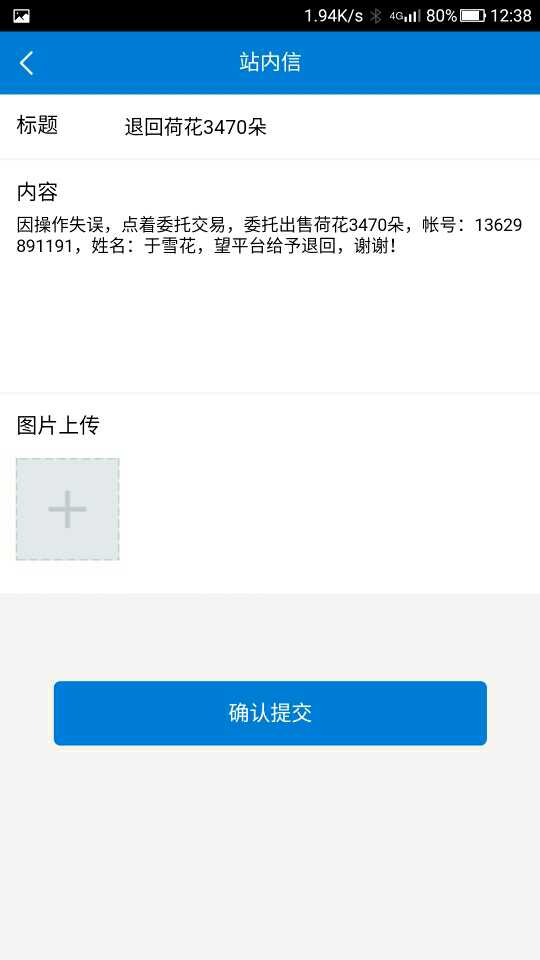 1.94K/s 4G 80% 12:38
站内信
标题 退回荷花3470朵
内容
因操作失误，点着委托交易，委托出售荷花3470朵，帐号：13629
891191，姓名：于雪花，望平台给予退回，谢谢！
图片上传
确认提交